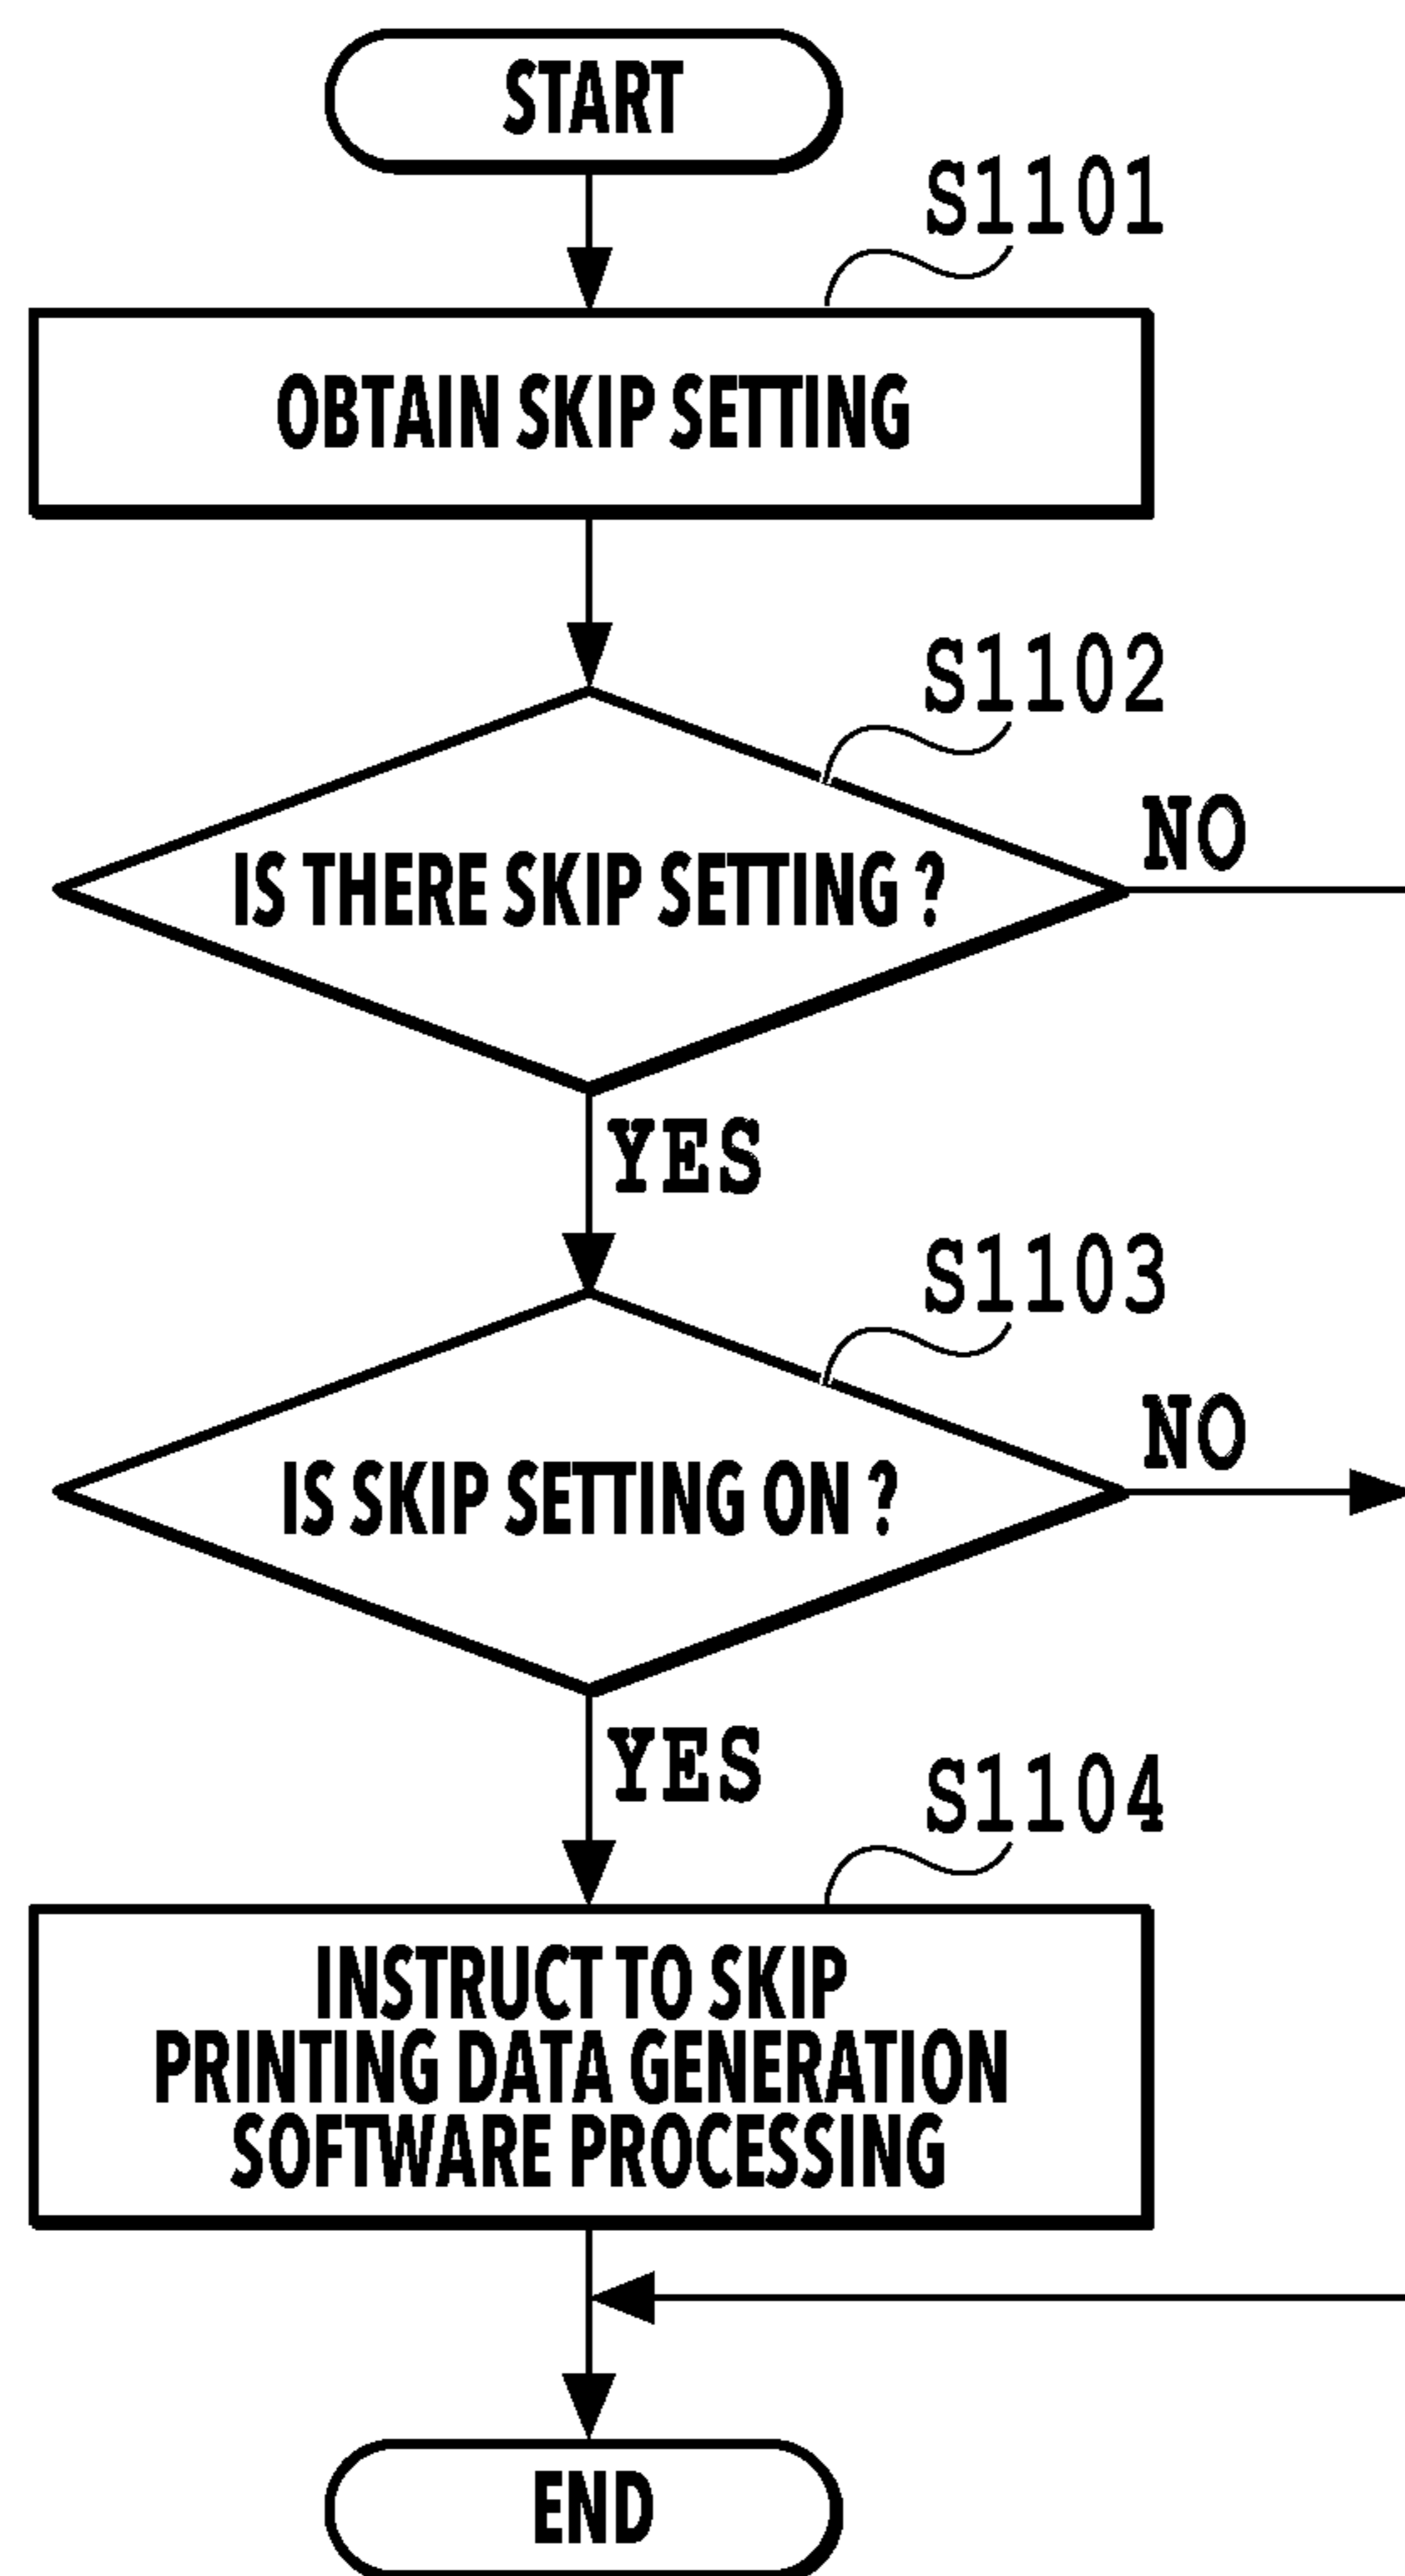 START
S1101
OBTAIN SKIP SETTING
S1102
NO
IS THERE SKIP SETTING ?
YES
S1103
NO
IS SKIP SETTING ON ?
YES
S1104
INSTRUCT TO SKIP
PRINTING DATA GENERATION
SOFTWARE PROCESSING
END